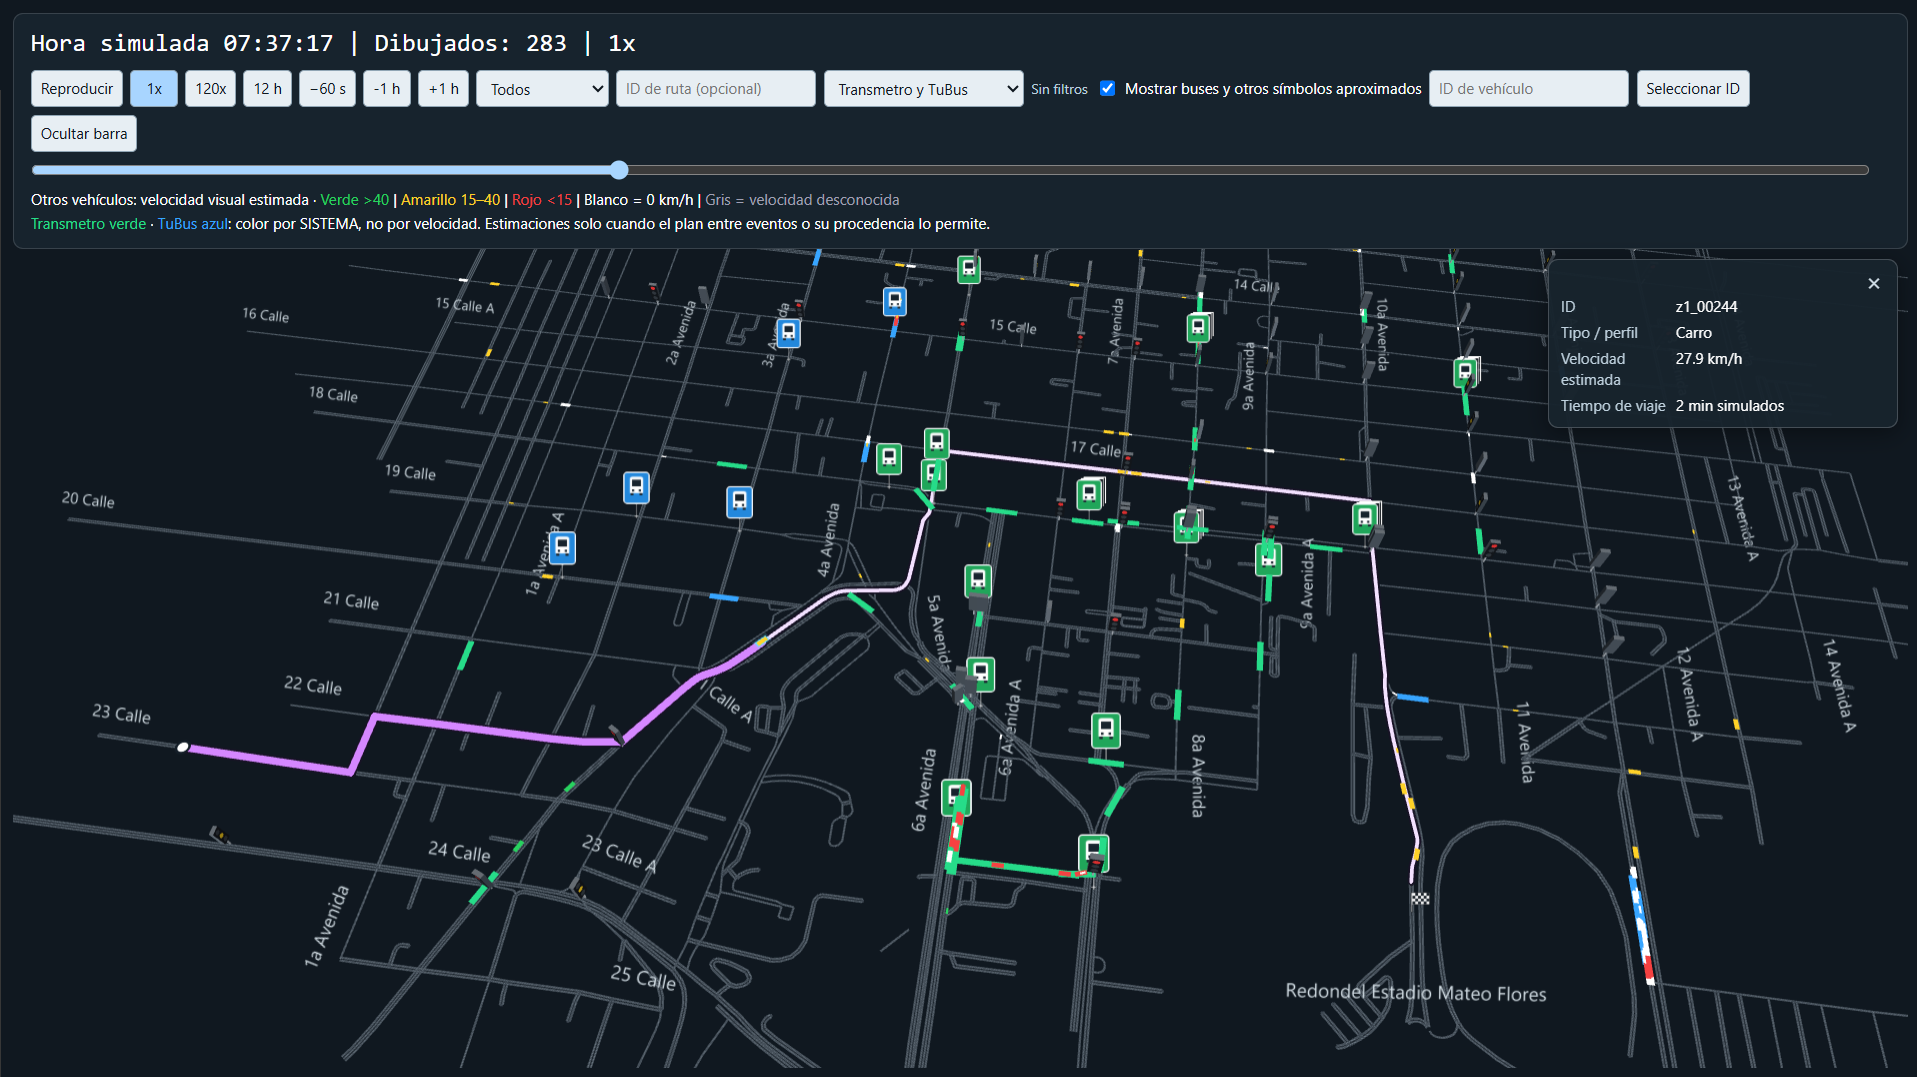 Hora simulada 07:37:17 | Dibujados: 283 | 1x
Reproducir 1x 120x 12 h −60 s -1 h +1 h Todos ID de ruta (opcional) Transmetro y TuBus Sin filtros Mostrar buses y otros símbolos aproximados ID de vehículo Seleccionar ID
Ocultar barra
Otros vehículos: velocidad visual estimada · Verde >40 | Amarillo 15–40 | Rojo <15 | Blanco = 0 km/h | Gris = velocidad desconocida
Transmetro verde · TuBus azul: color por SISTEMA, no por velocidad. Estimaciones solo cuando el plan entre eventos o su procedencia lo permite.
ID z1_00244
Tipo / perfil Carro
Velocidad estimada 27.9 km/h
Tiempo de viaje 2 min simulados
14 Calle
15 Calle A
16 Calle
15 Calle
2a Avenida
3a Avenida
7a Avenida
10a Avenida
9a Avenida
18 Calle
17 Calle
19 Calle
20 Calle
13 Avenida A
1a Avenida A
4a Avenida
9a Avenida A
21 Calle
5a Avenida
22 Calle
Calle A
6a Avenida A
12 Avenida A
14 Avenida A
23 Calle
11 Avenida
8a Avenida
6a Avenida
24 Calle
23 Calle A
1a Avenida
25 Calle
Redondel Estadio Mateo Flores